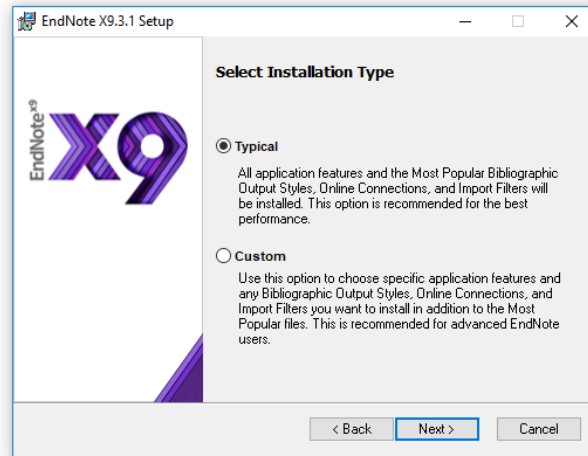 EndNote X9.3.1 Setup
Select Installation Type
EndNote x9
X9
Typical
All application features and the Most Popular Bibliographic
Output Styles, Online Connections, and Import Filters will
be installed. This option is recommended for the best
performance.
Custom
Use this option to choose specific application features and
any Bibliographic Output Styles, Online Connections, and
Import Filters you want to install in addition to the Most
Popular files. This is recommended for advanced EndNote
users.
< Back
Next >
Cancel